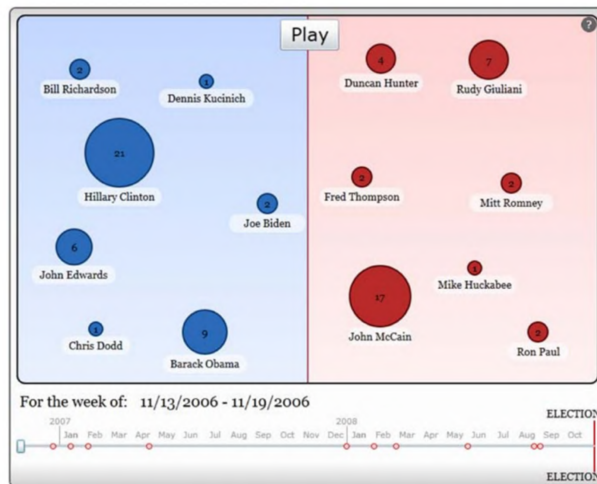 Play
?
2
Bill Richardson
1
Dennis Kucinich
4
Duncan Hunter
7
Rudy Giuliani
21
Hillary Clinton
2
Joe Biden
2
Fred Thompson
2
Mitt Romney
6
John Edwards
1
Mike Huckabee
1
Chris Dodd
9
Barack Obama
17
John McCain
2
Ron Paul
For the week of: 11/13/2006 - 11/19/2006
ELECTION
2007 2008
Jan Feb Mar Apr May Jun Jul Aug Sep Oct Nov Dec Jan Feb Mar Apr May Jun Jul Aug Sep Oct
ELECTION